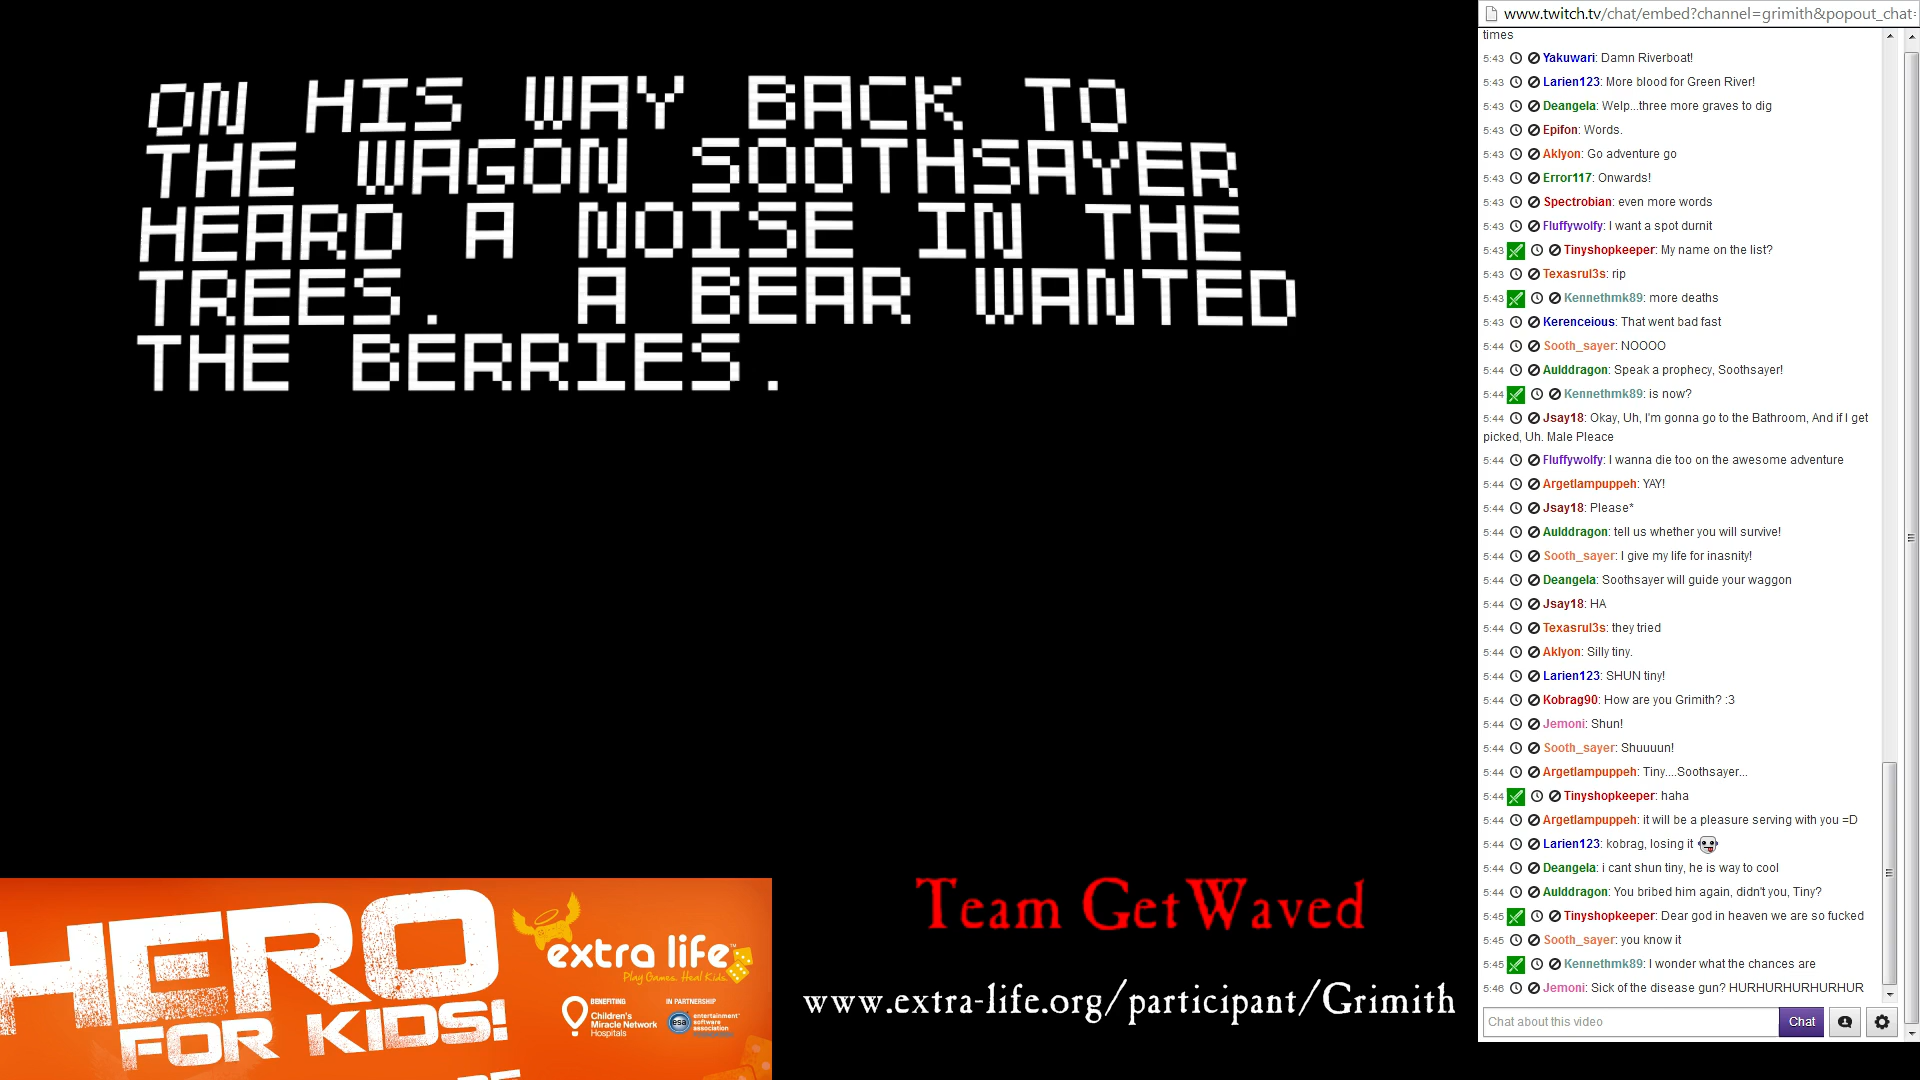 ON HIS WAY BACK TO
THE WAGON SOOTHSAYER
HEARD A NOISE IN THE
TREES.  A BEAR WANTED
THE BERRIES.
HERO
FOR KIDS!
extra life™
Play Games. Heal Kids.
BENEFITING
Children's
Miracle Network
Hospitals
IN PARTNERSHIP
esa
entertainment
software
association
Team GetWaved
www.extra-life.org/participant/Grimith
www.twitch.tv/chat/embed?channel=grimith&popout_chat=
times
5:43 Yakuwari: Damn Riverboat!
5:43 Larien123: More blood for Green River!
5:43 Deangela: Welp...three more graves to dig
5:43 Epifon: Words.
5:43 Aklyon: Go adventure go
5:43 Error117: Onwards!
5:43 Spectrobian: even more words
5:43 Fluffywolfy: I want a spot durnit
5:43 Tinyshopkeeper: My name on the list?
5:43 Texasrul3s: rip
5:43 Kennethmk89: more deaths
5:43 Kerenceious: That went bad fast
5:44 Sooth_sayer: NOOOO
5:44 Aulddragon: Speak a prophecy, Soothsayer!
5:44 Kennethmk89: is now?
5:44 Jsay18: Okay, Uh, I'm gonna go to the Bathroom, And if I get
picked, Uh. Male Pleace
5:44 Fluffywolfy: I wanna die too on the awesome adventure
5:44 Argetlampuppeh: YAY!
5:44 Jsay18: Please*
5:44 Aulddragon: tell us whether you will survive!
5:44 Sooth_sayer: I give my life for inasnity!
5:44 Deangela: Soothsayer will guide your waggon
5:44 Jsay18: HA
5:44 Texasrul3s: they tried
5:44 Aklyon: Silly tiny.
5:44 Larien123: SHUN tiny!
5:44 Kobrag90: How are you Grimith? :3
5:44 Jemoni: Shun!
5:44 Sooth_sayer: Shuuuun!
5:44 Argetlampuppeh: Tiny....Soothsayer...
5:44 Tinyshopkeeper: haha
5:44 Argetlampuppeh: it will be a pleasure serving with you =D
5:44 Larien123: kobrag, losing it
5:44 Deangela: i cant shun tiny, he is way to cool
5:44 Aulddragon: You bribed him again, didn't you, Tiny?
5:45 Tinyshopkeeper: Dear god in heaven we are so fucked
5:45 Sooth_sayer: you know it
5:45 Kennethmk89: I wonder what the chances are
5:46 Jemoni: Sick of the disease gun? HURHURHURHURHUR
Chat about this video
Chat